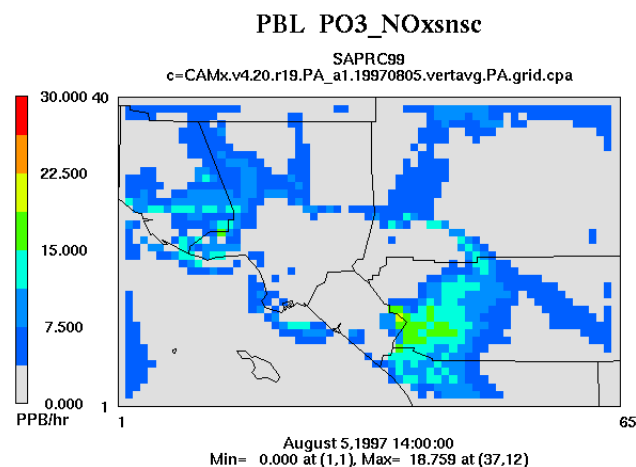 PBL PO3_NOxsnsc
SAPRC99
c=CAMx.v4.20.r19.PA_a1.19970805.vertavg.PA.grid.cpa
30.000
22.500
15.000
7.500
0.000
PPB/hr
40
1
1
65
August 5,1997 14:00:00
Min= 0.000 at (1,1), Max= 18.759 at (37,12)